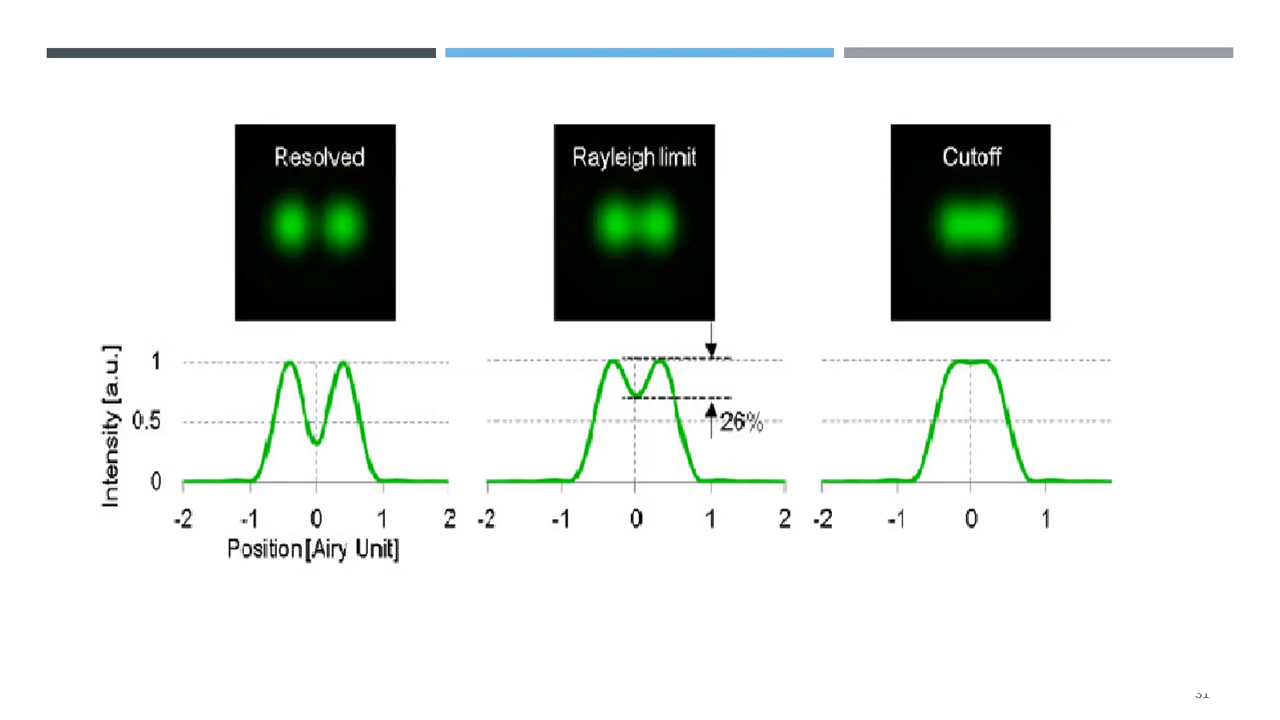 Resolved
Rayleigh limit
Cutoff
Intensity [a.u.]
1
0.5
0
26%
-2 -1 0 1 2
-2 -1 0 1 2
-2 -1 0 1
Position [Airy Unit]